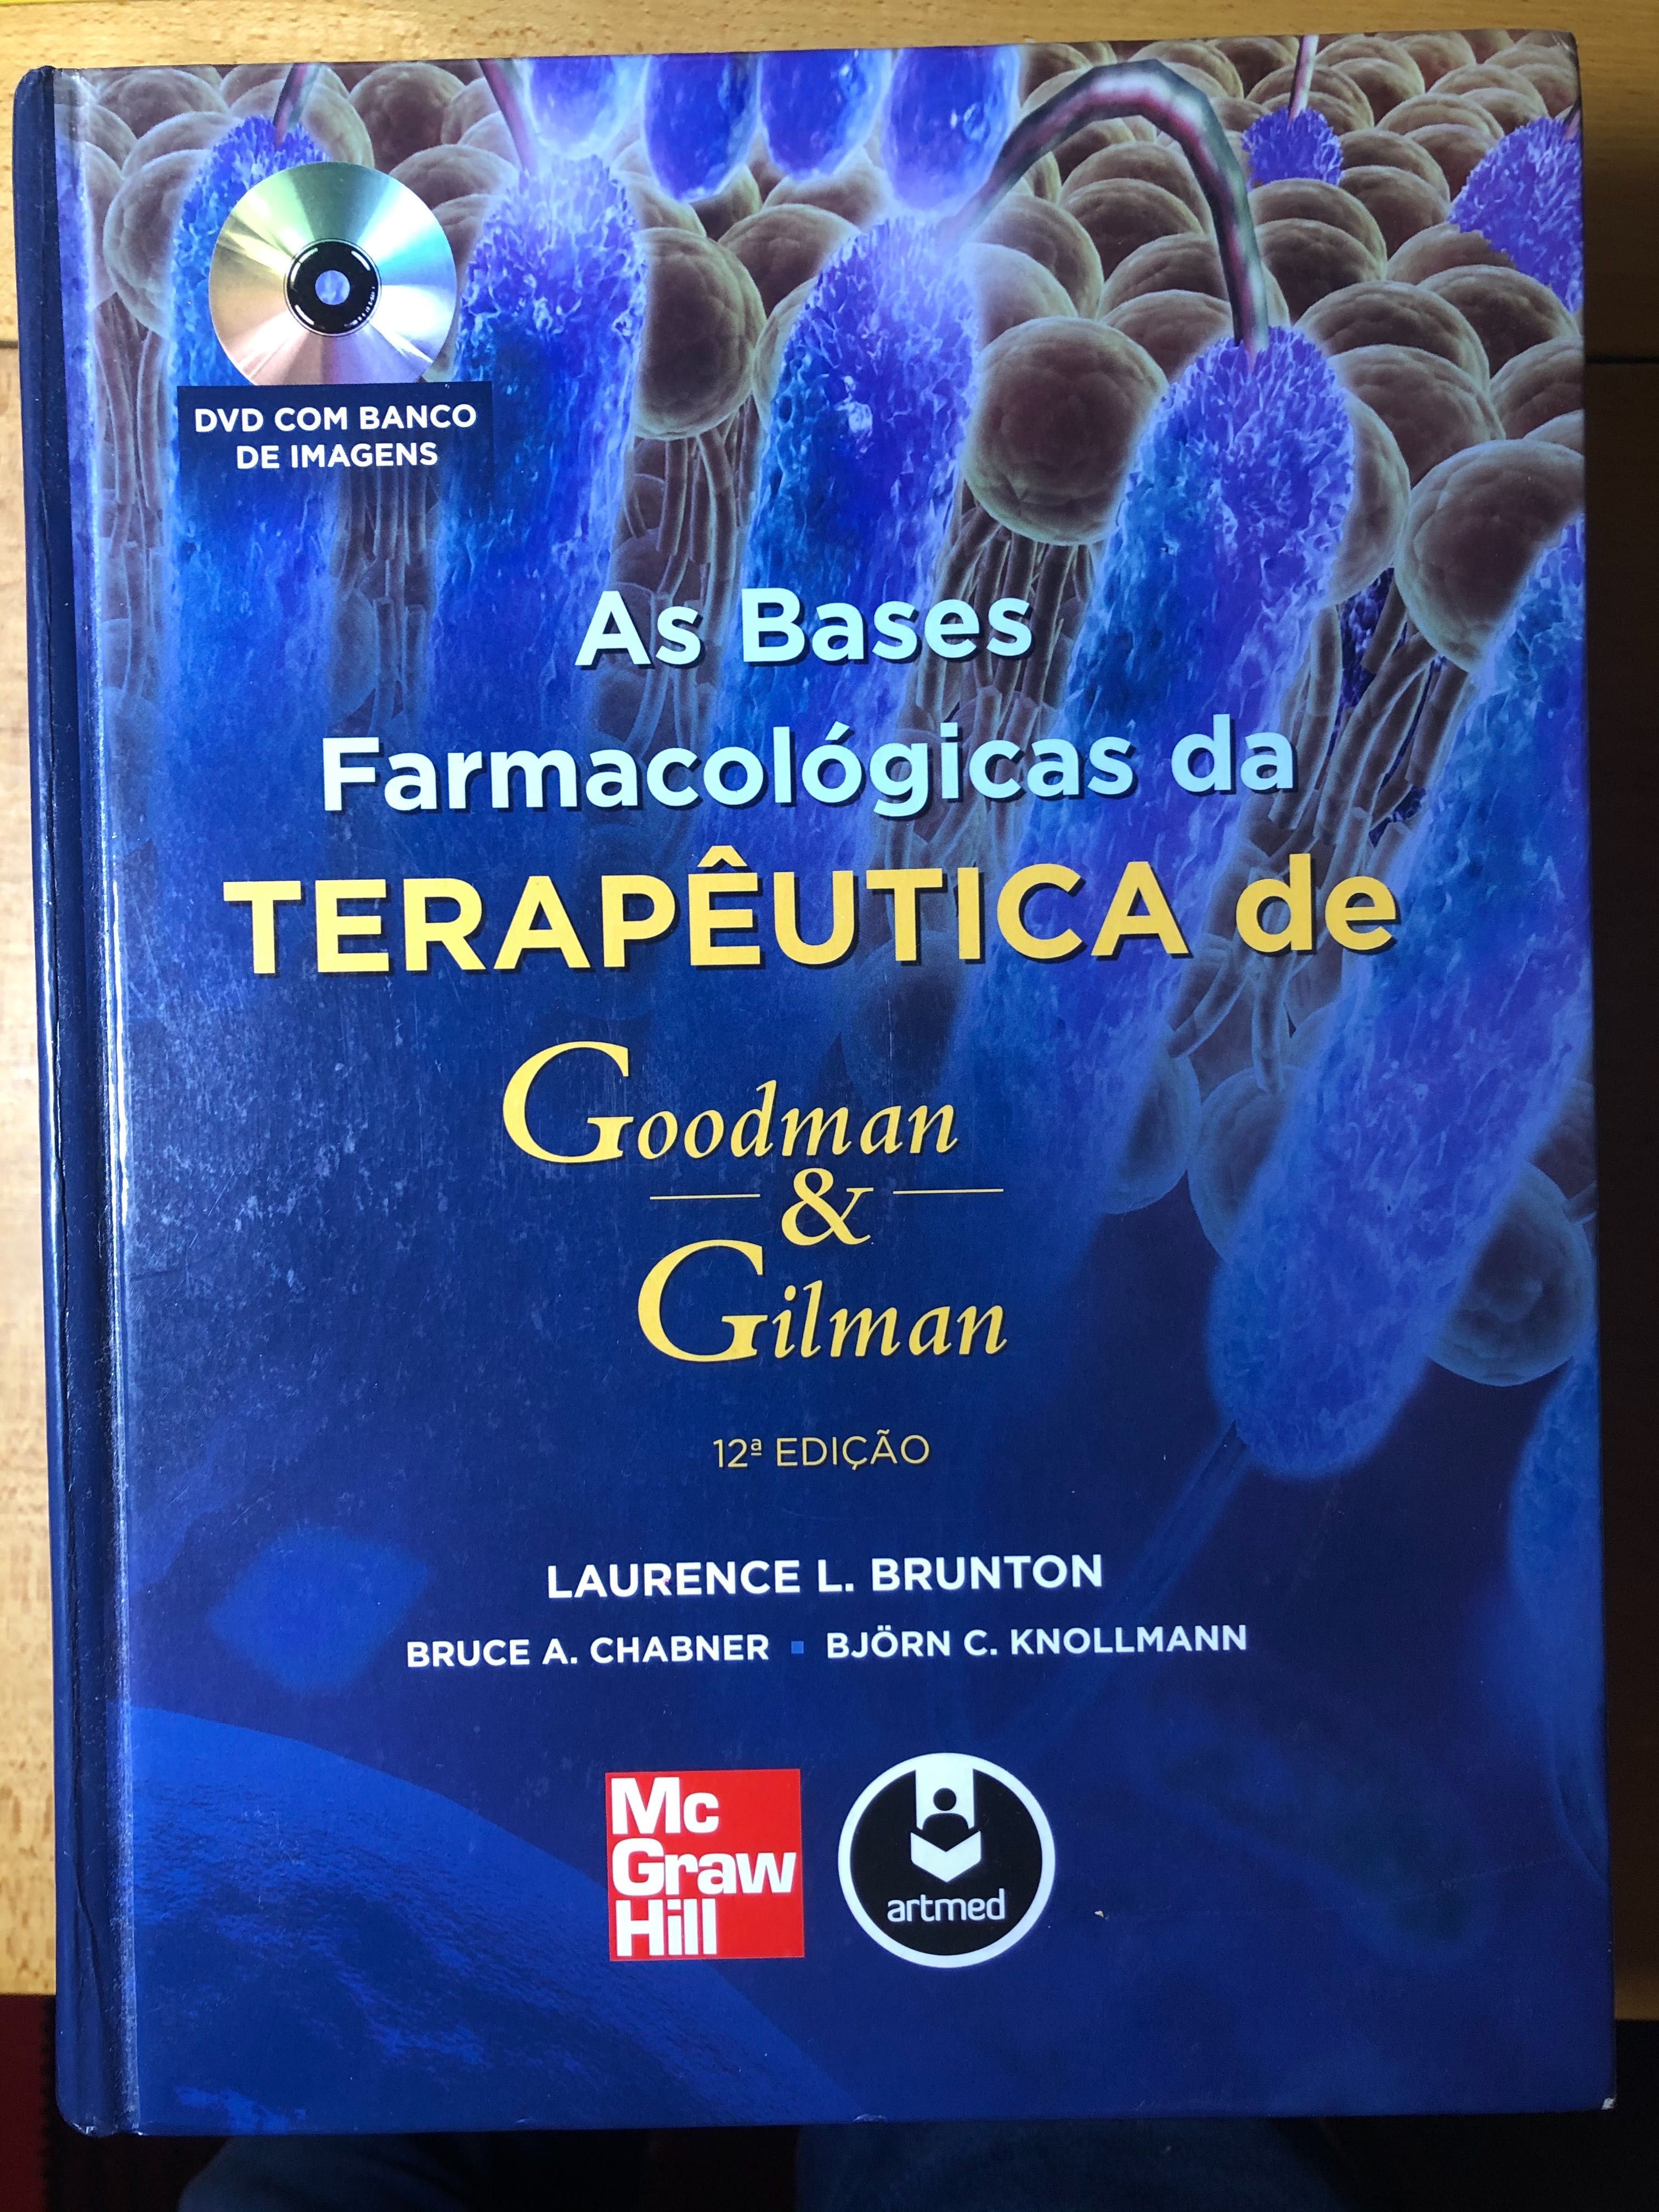 DVD COM BANCO
DE IMAGENS
As Bases
Farmacológicas da
TERAPÊUTICA de
Goodman
&
Gilman
12ª EDIÇÃO
LAURENCE L. BRUNTON
BRUCE A. CHABNER ▪ BJÖRN C. KNOLLMANN
Mc
Graw
Hill
artmed